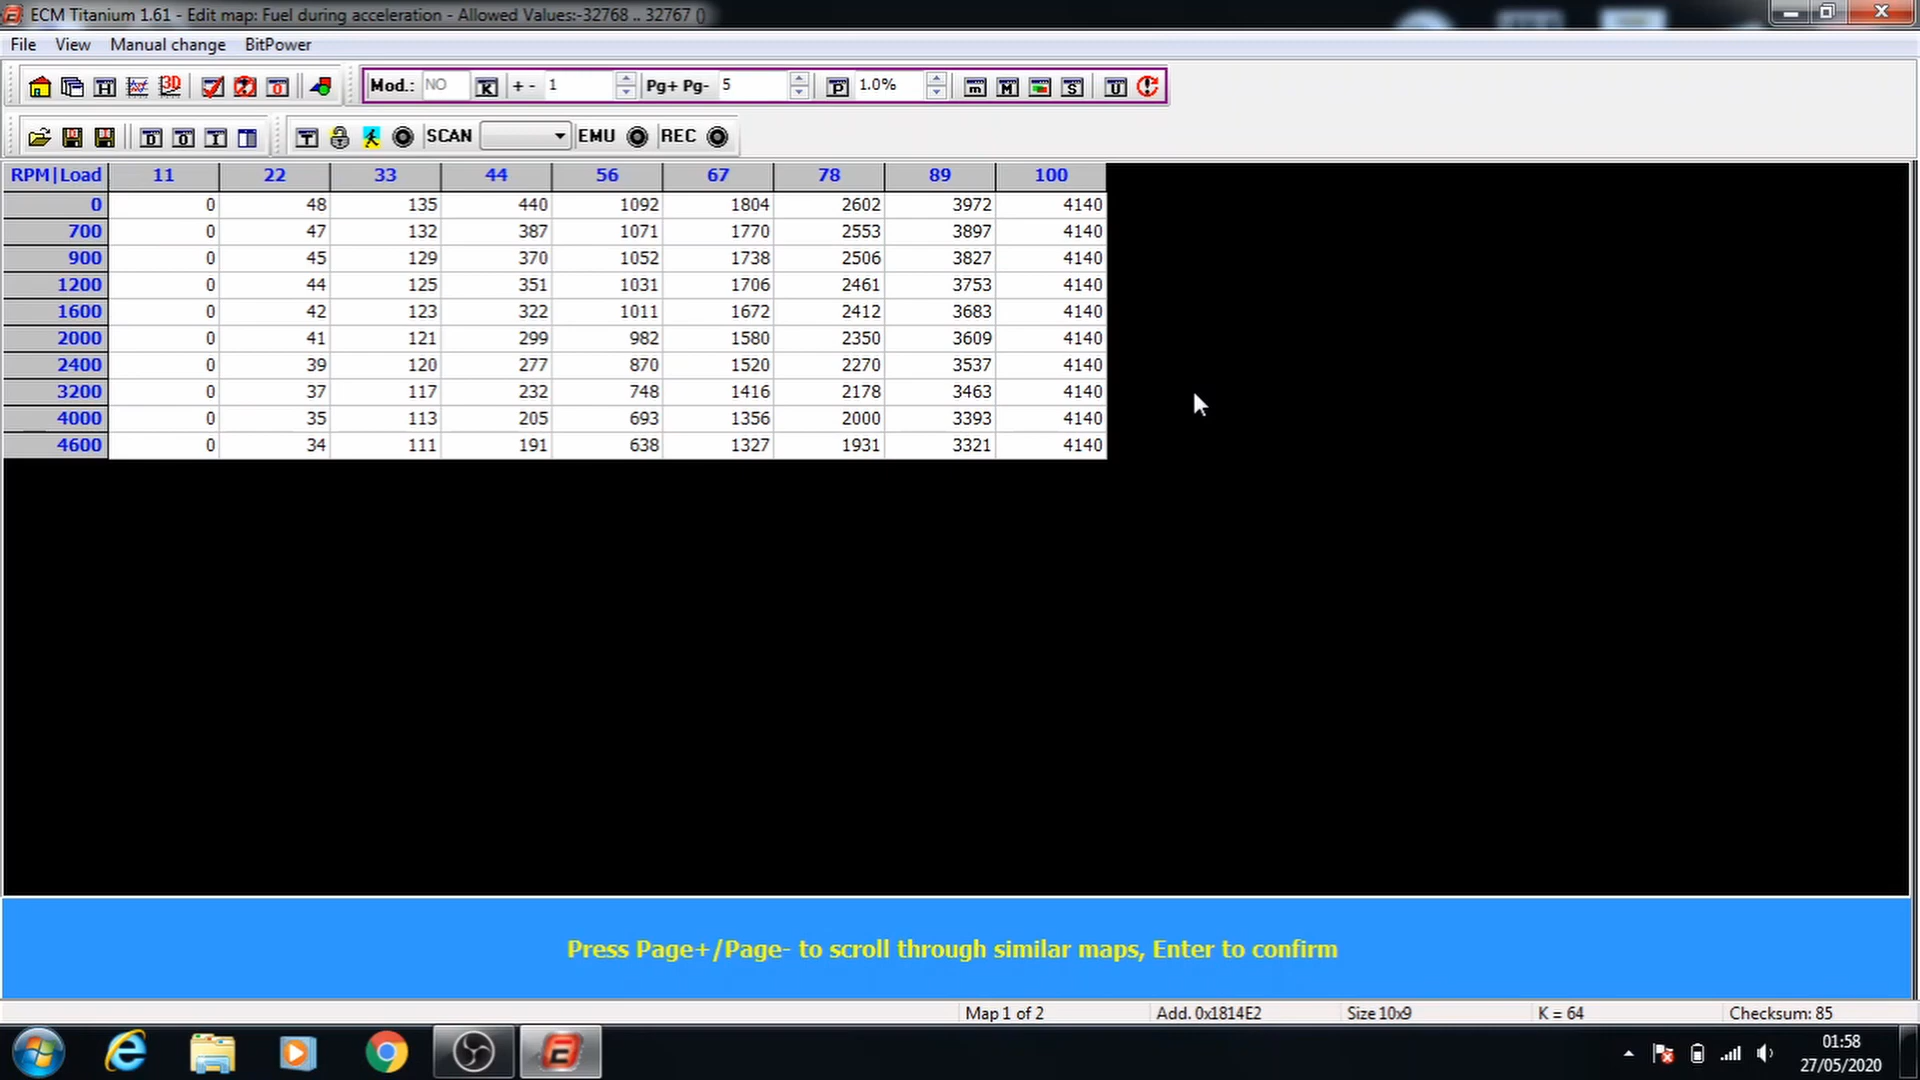 ECM Titanium 1.61 - Edit map: Fuel during acceleration - Allowed Values:-32768 .. 32767 ()
File View Manual change BitPower
H 3D O Mod.: NO K + - 1 Pg+ Pg- 5 P 1.0% m M S U
D O I T SCAN EMU REC
RPM|Load 11 22 33 44 56 67 78 89 100
0 0 48 135 440 1092 1804 2602 3972 4140
700 0 47 132 387 1071 1770 2553 3897 4140
900 0 45 129 370 1052 1738 2506 3827 4140
1200 0 44 125 351 1031 1706 2461 3753 4140
1600 0 42 123 322 1011 1672 2412 3683 4140
2000 0 41 121 299 982 1580 2350 3609 4140
2400 0 39 120 277 870 1520 2270 3537 4140
3200 0 37 117 232 748 1416 2178 3463 4140
4000 0 35 113 205 693 1356 2000 3393 4140
4600 0 34 111 191 638 1327 1931 3321 4140
Press Page+/Page- to scroll through similar maps, Enter to confirm
Map 1 of 2 Add. 0x1814E2 Size 10x9 K = 64 Checksum: 85
01:58
27/05/2020